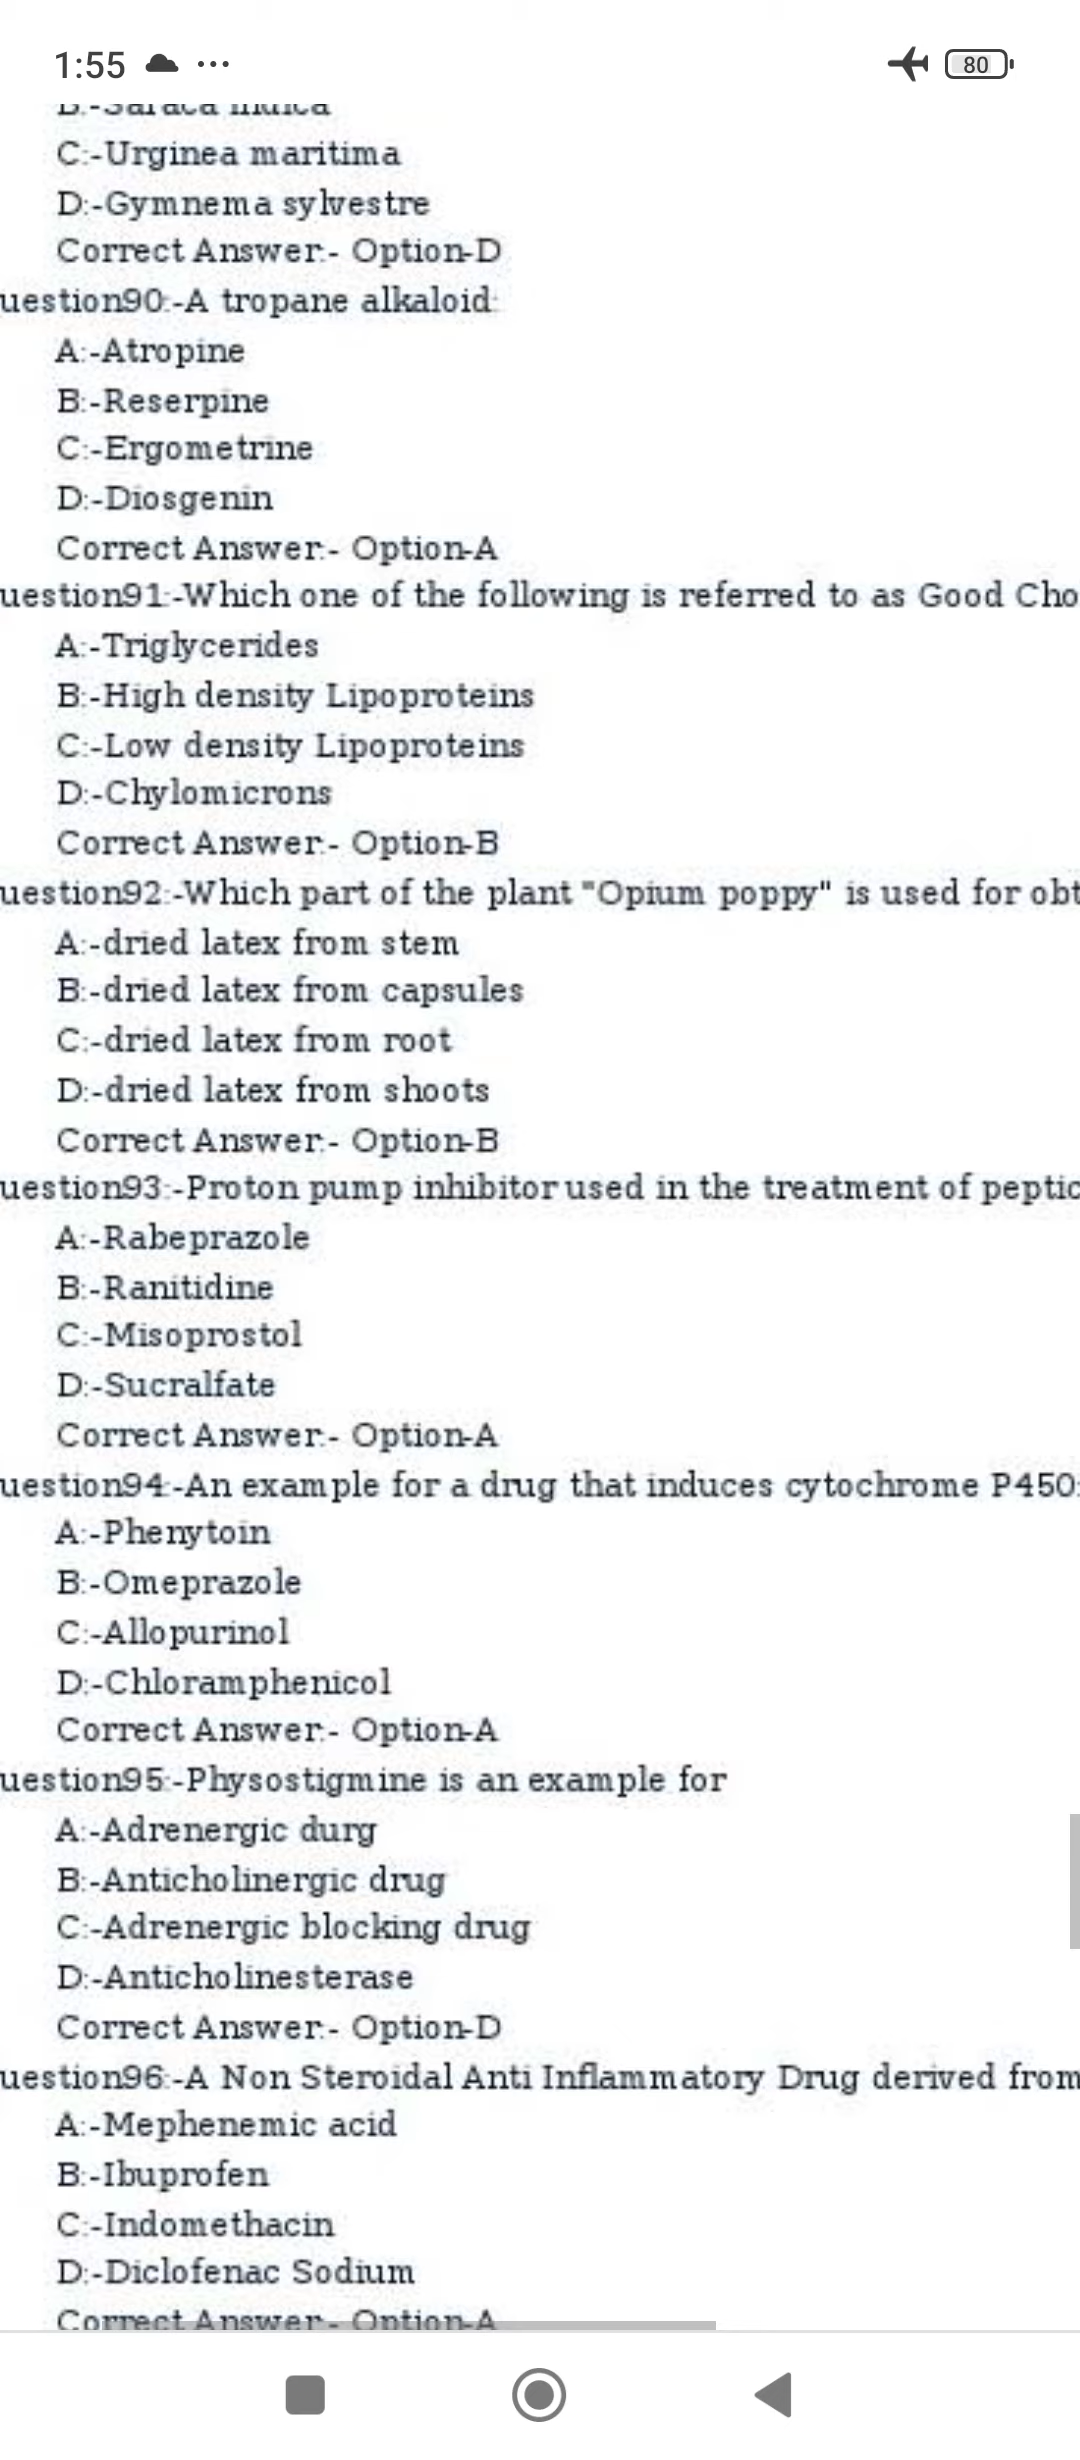 1:55
80
B:-Saraca indica
C:-Urginea maritima
D:-Gymnema sylvestre
Correct Answer:- Option-D
uestion90:-A tropane alkaloid:
A:-Atropine
B:-Reserpine
C:-Ergometrine
D:-Diosgenin
Correct Answer:- Option-A
uestion91:-Which one of the following is referred to as Good Cho
A:-Triglycerides
B:-High density Lipoproteins
C:-Low density Lipoproteins
D:-Chylomicrons
Correct Answer:- Option-B
uestion92:-Which part of the plant "Opium poppy" is used for obt
A:-dried latex from stem
B:-dried latex from capsules
C:-dried latex from root
D:-dried latex from shoots
Correct Answer:- Option-B
uestion93:-Proton pump inhibitor used in the treatment of peptic
A:-Rabeprazole
B:-Ranitidine
C:-Misoprostol
D:-Sucralfate
Correct Answer:- Option-A
uestion94:-An example for a drug that induces cytochrome P450:
A:-Phenytoin
B:-Omeprazole
C:-Allopurinol
D:-Chloramphenicol
Correct Answer:- Option-A
uestion95:-Physostigmine is an example for
A:-Adrenergic durg
B:-Anticholinergic drug
C:-Adrenergic blocking drug
D:-Anticholinesterase
Correct Answer:- Option-D
uestion96:-A Non Steroidal Anti Inflammatory Drug derived from
A:-Mephenemic acid
B:-Ibuprofen
C:-Indomethacin
D:-Diclofenac Sodium
Correct Answer:- Option-A